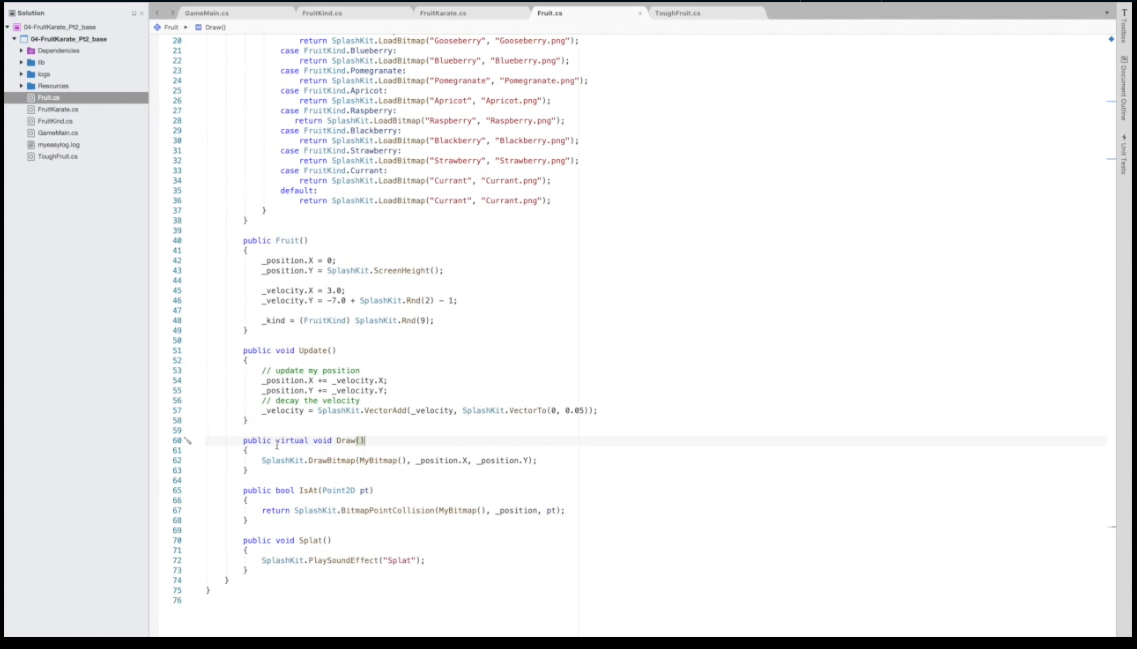 Solution
GameMain.cs
FruitKind.cs
FruitKarate.cs
Fruit.cs
ToughFruit.cs
04-FruitKarate_Pt2_base
04-FruitKarate_Pt2_base
Dependencies
lib
logs
Resources
Fruit.cs
FruitKarate.cs
FruitKind.cs
GameMain.cs
myeasylog.log
ToughFruit.cs
Fruit Draw()
20 return SplashKit.LoadBitmap("Gooseberry", "Gooseberry.png");
21 case FruitKind.Blueberry:
22 return SplashKit.LoadBitmap("Blueberry", "Blueberry.png");
23 case FruitKind.Pomegranate:
24 return SplashKit.LoadBitmap("Pomegranate", "Pomegranate.png");
25 case FruitKind.Apricot:
26 return SplashKit.LoadBitmap("Apricot", "Apricot.png");
27 case FruitKind.Raspberry:
28 return SplashKit.LoadBitmap("Raspberry", "Raspberry.png");
29 case FruitKind.Blackberry:
30 return SplashKit.LoadBitmap("Blackberry", "Blackberry.png");
31 case FruitKind.Strawberry:
32 return SplashKit.LoadBitmap("Strawberry", "Strawberry.png");
33 case FruitKind.Currant:
34 return SplashKit.LoadBitmap("Currant", "Currant.png");
35 default:
36 return SplashKit.LoadBitmap("Currant", "Currant.png");
37 }
38 }
39
40 public Fruit()
41 {
42 _position.X = 0;
43 _position.Y = SplashKit.ScreenHeight();
44
45 _velocity.X = 3.0;
46 _velocity.Y = -7.0 + SplashKit.Rnd(2) - 1;
47
48 _kind = (FruitKind) SplashKit.Rnd(9);
49 }
50
51 public void Update()
52 {
53 // update my position
54 _position.X += _velocity.X;
55 _position.Y += _velocity.Y;
56 // decay the velocity
57 _velocity = SplashKit.VectorAdd(_velocity, SplashKit.VectorTo(0, 0.05));
58 }
59
60 public virtual void Draw()
61 {
62 SplashKit.DrawBitmap(MyBitmap(), _position.X, _position.Y);
63 }
64
65 public bool IsAt(Point2D pt)
66 {
67 return SplashKit.BitmapPointCollision(MyBitmap(), _position, pt);
68 }
69
70 public void Splat()
71 {
72 SplashKit.PlaySoundEffect("Splat");
73 }
74 }
75 }
76
Toolbox
Document Outline
Unit Tests